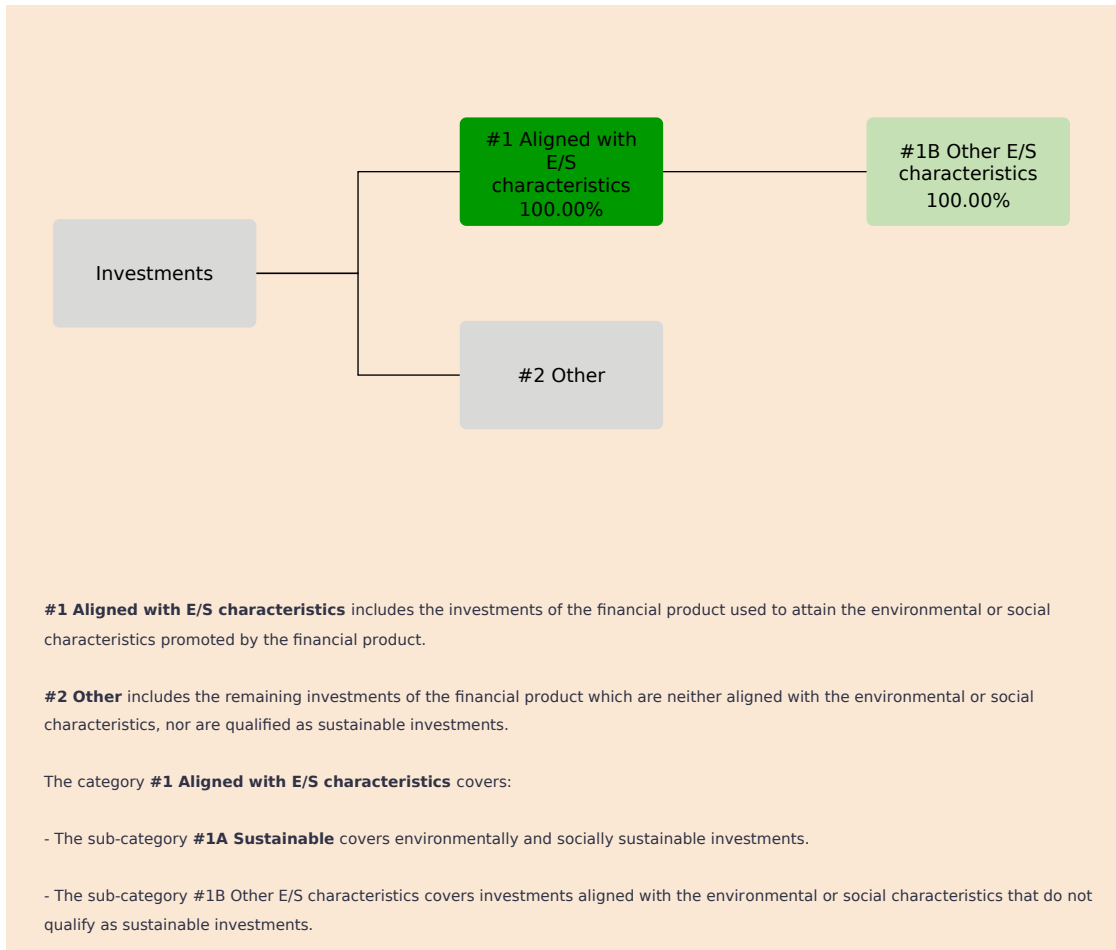 #1 Aligned with
E/S
characteristics
100.00%
#1B Other E/S
characteristics
100.00%
Investments
#2 Other
#1 Aligned with E/S characteristics includes the investments of the financial product used to attain the environmental or social
characteristics promoted by the financial product.
#2 Other includes the remaining investments of the financial product which are neither aligned with the environmental or social
characteristics, nor are qualified as sustainable investments.
The category #1 Aligned with E/S characteristics covers:
- The sub-category #1A Sustainable covers environmentally and socially sustainable investments.
- The sub-category #1B Other E/S characteristics covers investments aligned with the environmental or social characteristics that do not
qualify as sustainable investments.